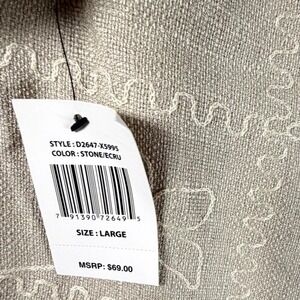 STYLE : D2647-X5995
COLOR : STONE/ECRU
7 91390 72649 5
SIZE : LARGE
MSRP: $69.00